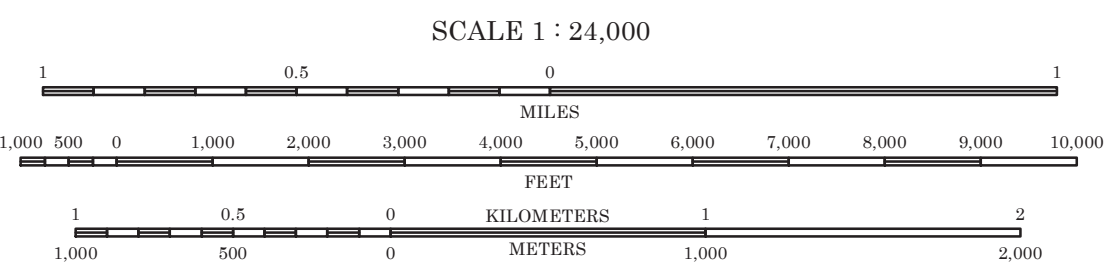 SCALE 1 : 24,000
1 0.5 0 1
MILES
1,000 500 0 1,000 2,000 3,000 4,000 5,000 6,000 7,000 8,000 9,000 10,000
FEET
1 0.5 0 KILOMETERS 1 2
1,000 500 0 METERS 1,000 2,000